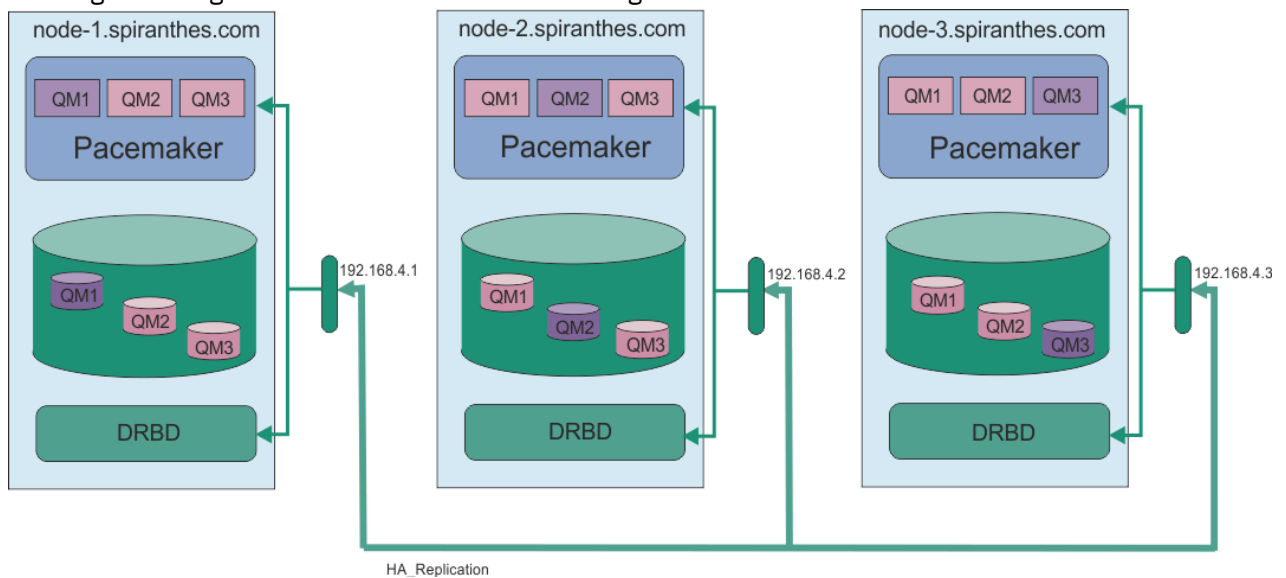 node-1.spiranthes.com
QM1 QM2 QM3
Pacemaker
QM1
QM2
QM3
DRBD
192.168.4.1
node-2.spiranthes.com
QM1 QM2 QM3
Pacemaker
QM1
QM2
QM3
DRBD
192.168.4.2
node-3.spiranthes.com
QM1 QM2 QM3
Pacemaker
QM1
QM2
QM3
DRBD
192.168.4.3
HA_Replication